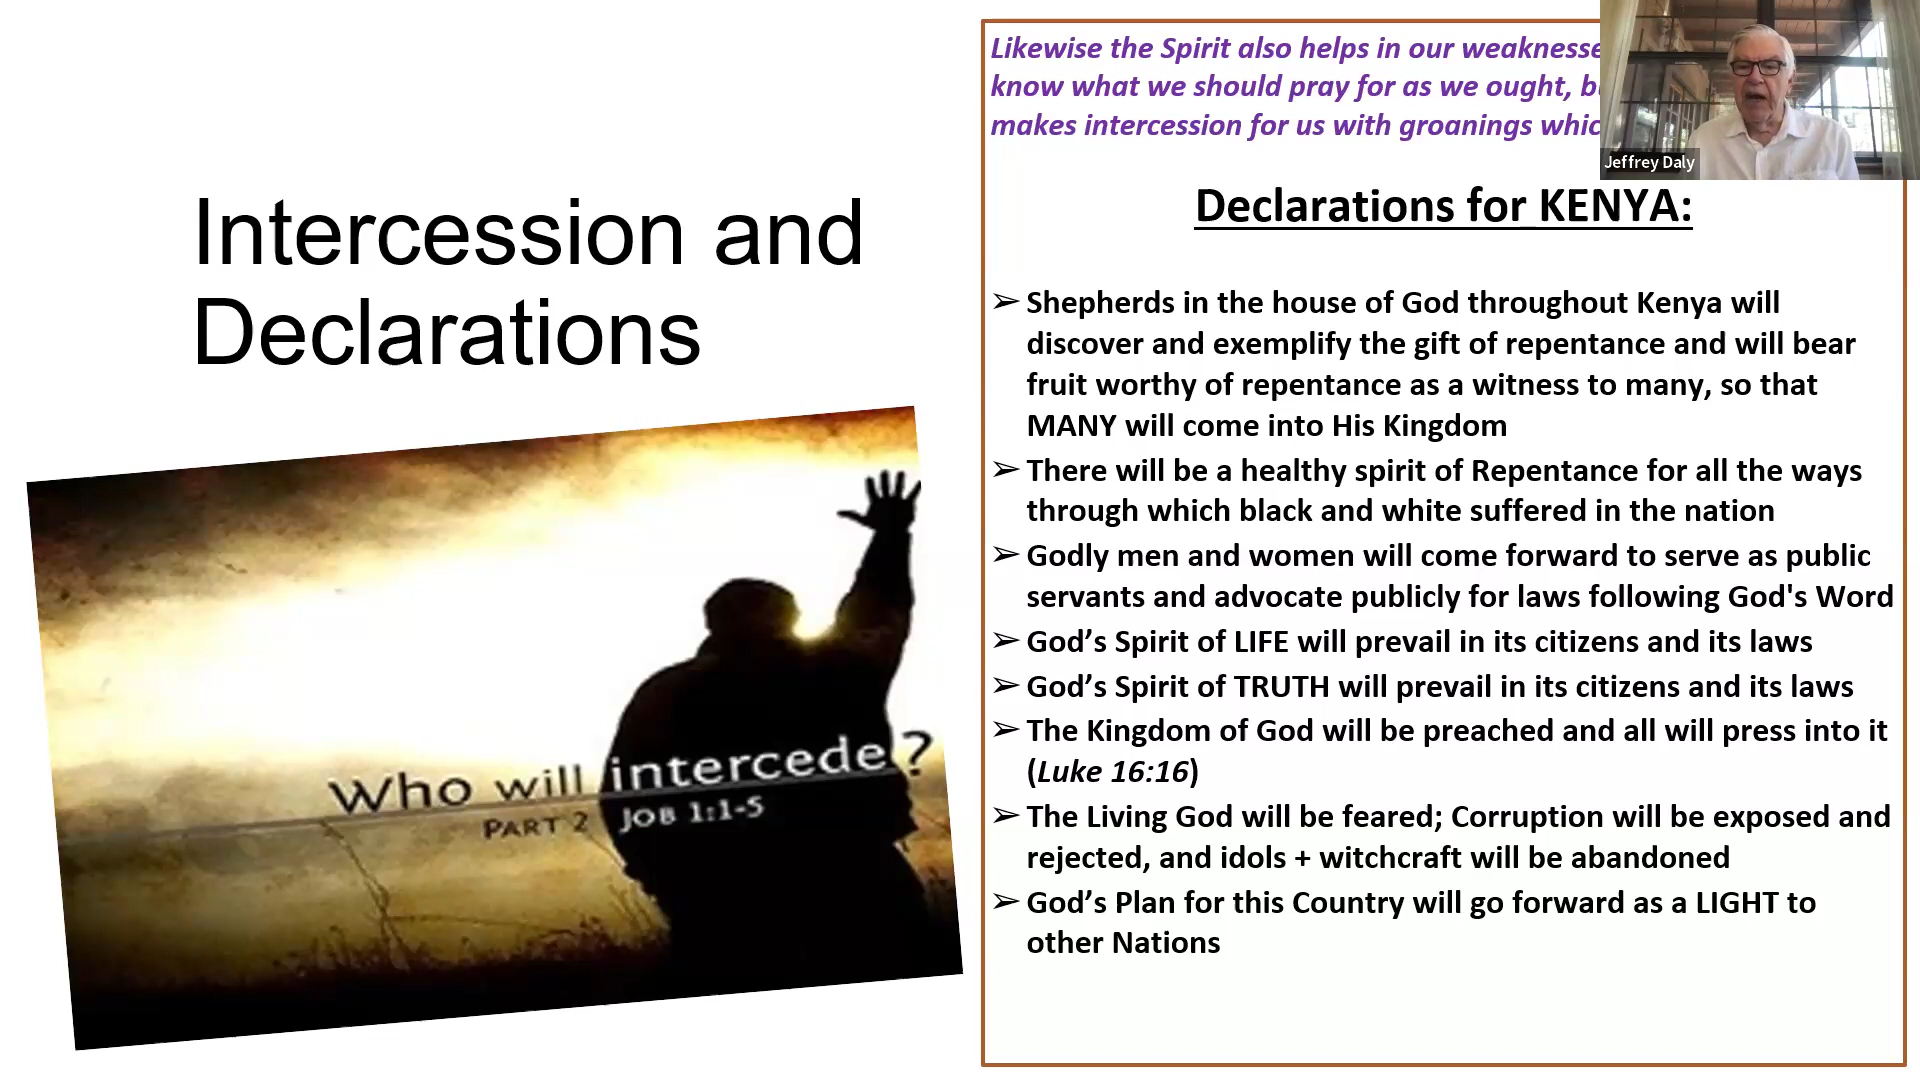 Intercession and
Declarations
Who will intercede?
PART 2 JOB 1:1-5
Likewise the Spirit also helps in our
know what we should pray for as we ought,
makes intercession for us with groanings
Jeffrey Daly
Declarations for KENYA:
➢ Shepherds in the house of God throughout Kenya will
discover and exemplify the gift of repentance and will bear
fruit worthy of repentance as a witness to many, so that
MANY will come into His Kingdom
➢ There will be a healthy spirit of Repentance for all the ways
through which black and white suffered in the nation
➢ Godly men and women will come forward to serve as public
servants and advocate publicly for laws following God's Word
➢ God’s Spirit of LIFE will prevail in its citizens and its laws
➢ God’s Spirit of TRUTH will prevail in its citizens and its laws
➢ The Kingdom of God will be preached and all will press into it
(Luke 16:16)
➢ The Living God will be feared; Corruption will be exposed and
rejected, and idols + witchcraft will be abandoned
➢ God’s Plan for this Country will go forward as a LIGHT to
other Nations